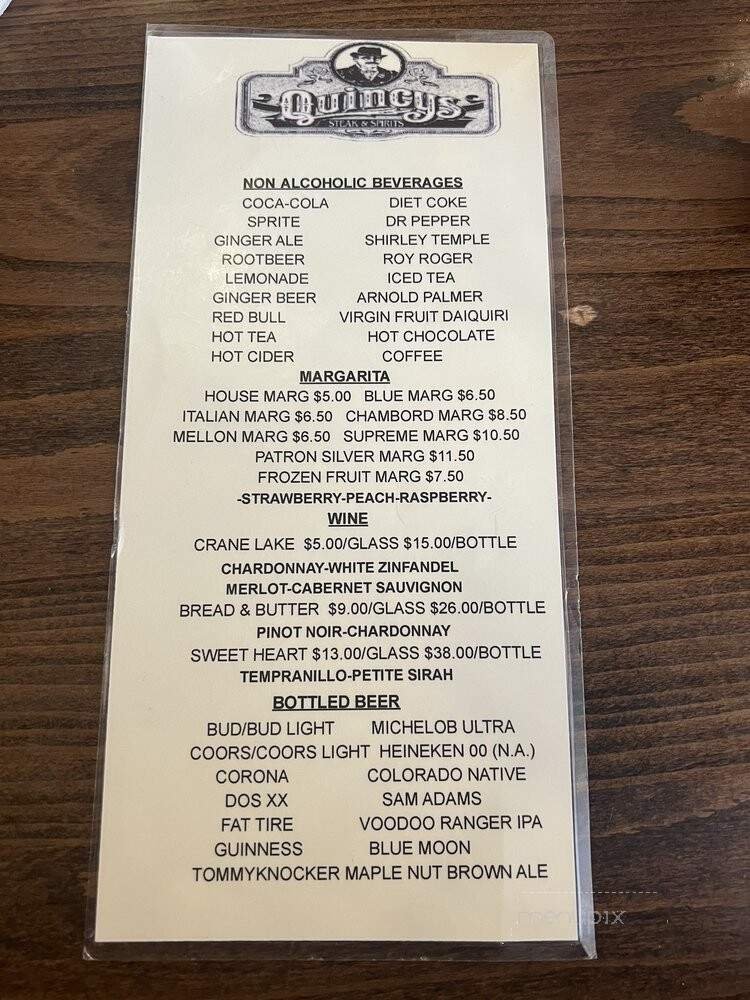 Quincys
STEAK & SPIRITS
NON ALCOHOLIC BEVERAGES
COCA-COLA DIET COKE
SPRITE DR PEPPER
GINGER ALE SHIRLEY TEMPLE
ROOTBEER ROY ROGER
LEMONADE ICED TEA
GINGER BEER ARNOLD PALMER
RED BULL VIRGIN FRUIT DAIQUIRI
HOT TEA HOT CHOCOLATE
HOT CIDER COFFEE
MARGARITA
HOUSE MARG $5.00 BLUE MARG $6.50
ITALIAN MARG $6.50 CHAMBORD MARG $8.50
MELLON MARG $6.50 SUPREME MARG $10.50
PATRON SILVER MARG $11.50
FROZEN FRUIT MARG $7.50
-STRAWBERRY-PEACH-RASPBERRY-
WINE
CRANE LAKE $5.00/GLASS $15.00/BOTTLE
CHARDONNAY-WHITE ZINFANDEL
MERLOT-CABERNET SAUVIGNON
BREAD & BUTTER $9.00/GLASS $26.00/BOTTLE
PINOT NOIR-CHARDONNAY
SWEET HEART $13.00/GLASS $38.00/BOTTLE
TEMPRANILLO-PETITE SIRAH
BOTTLED BEER
BUD/BUD LIGHT MICHELOB ULTRA
COORS/COORS LIGHT HEINEKEN 00 (N.A.)
CORONA COLORADO NATIVE
DOS XX SAM ADAMS
FAT TIRE VOODOO RANGER IPA
GUINNESS BLUE MOON
TOMMYKNOCKER MAPLE NUT BROWN ALE
menupix